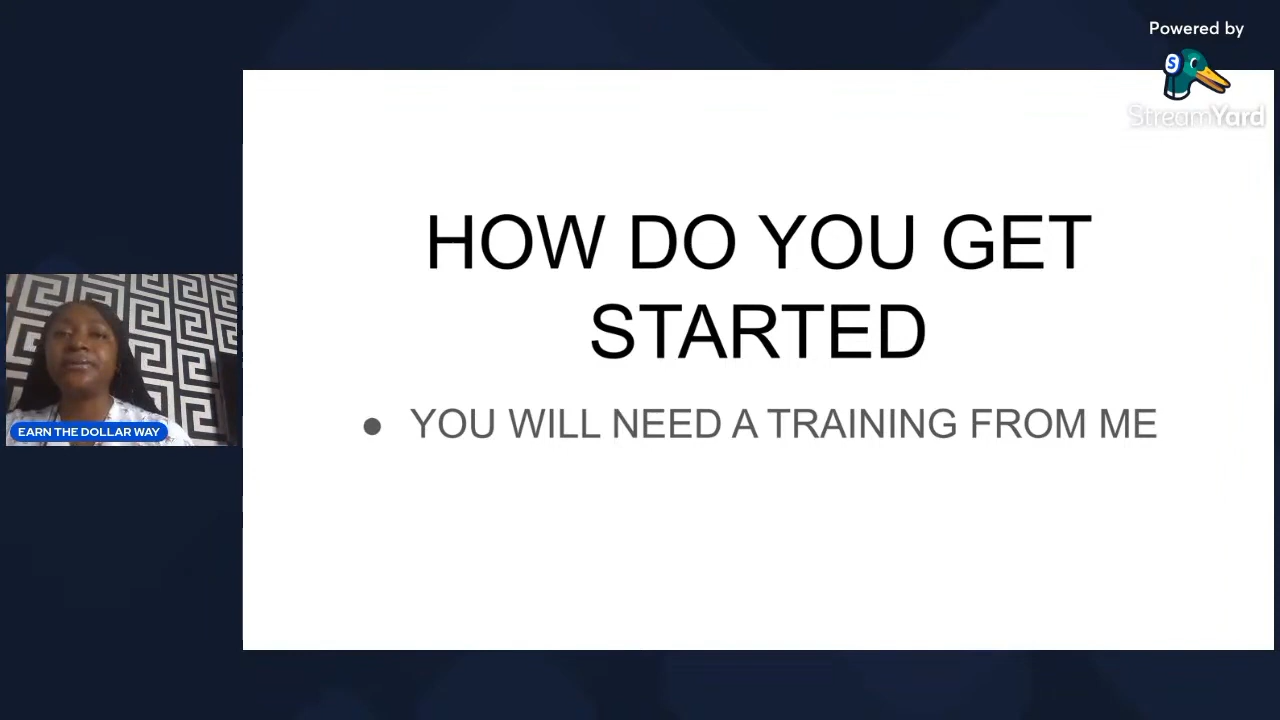 Powered by
S
StreamYard
HOW DO YOU GET
STARTED
● YOU WILL NEED A TRAINING FROM ME
EARN THE DOLLAR WAY